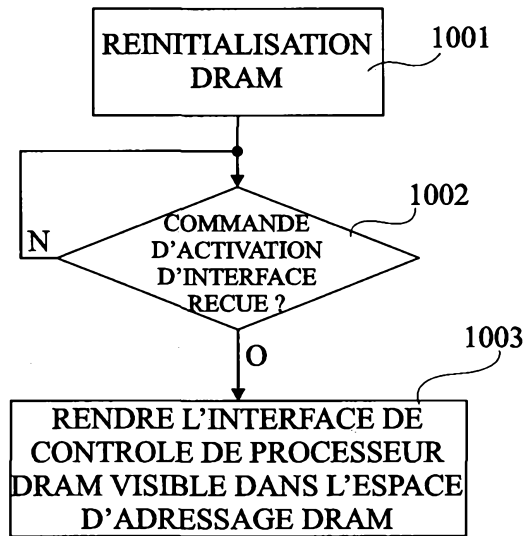 REINITIALISATION
DRAM
1001
COMMANDE
D'ACTIVATION
D'INTERFACE
RECUE ?
1002
N
O
1003
RENDRE L'INTERFACE DE
CONTROLE DE PROCESSEUR
DRAM VISIBLE DANS L'ESPACE
D'ADRESSAGE DRAM